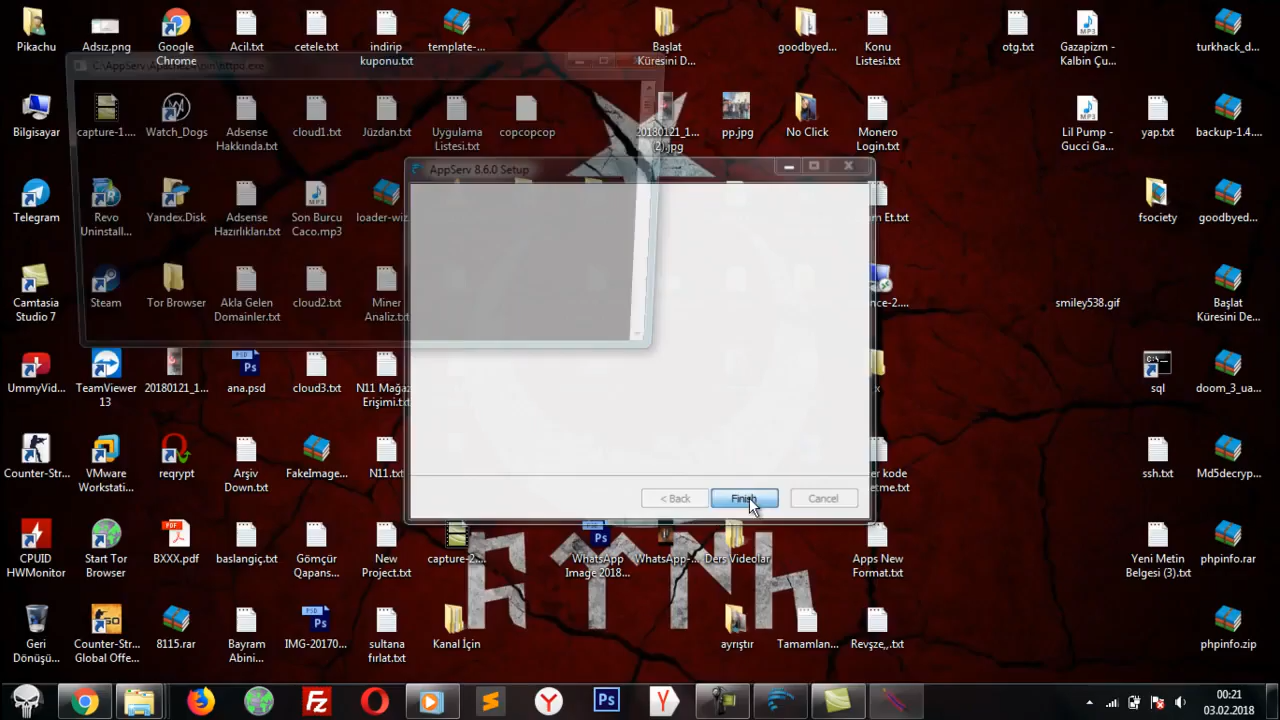 Pikachu
Adsız.png
Google
Chrome
Acil.txt
cetele.txt
indirip
kuponu.txt
template-...
Başlat
Küresini D...
goodbyed...
Konu
Listesi.txt
otg.txt
Gazapizm -
Kalbin Çu...
turkhack_d...
Bilgisayar
capture-1....
Watch_Dogs
Adsense
Hakkında.txt
cloud1.txt
Jüzdan.txt
Uygulama
Listesi.txt
copcopcop
20180121_1...
(2).jpg
pp.jpg
No Click
Monero
Login.txt
Lil Pump -
Gucci Ga...
yap.txt
backup-1.4....
AppServ 8.6.0 Setup
Telegram
Revo
Uninstall...
Yandex.Disk
Adsense
Hazırlıkları.txt
Son Burcu
Caco.mp3
loader-wiz
fsociety
goodbyed...
Camtasia
Studio 7
Steam
Tor Browser
Akla Gelen
Domainler.txt
cloud2.txt
Miner
Analiz.txt
smiley538.gif
Başlat
Küresini De...
UmmyVid...
TeamViewer
13
20180121_1...
ana.psd
cloud3.txt
N11 Mağaz
Erişimi.txt
sql
doom_3_ua...
Counter-Str...
VMware
Workstati...
reqrypt
Arşiv
Down.txt
FakeImage...
N11.txt
ssh.txt
Md5decryp...
< Back
Finish
Cancel
CPUID
HWMonitor
Start Tor
Browser
BXXX.pdf
baslangıç.txt
Gömçür
Qapans...
New
Project.txt
capture-2....
WhatsApp
Image 2018...
WhatsApp-...
Ders Videolar
Apps New
Format.txt
Yeni Metin
Belgesi (3).txt
phpinfo.rar
Geri
Dönüşü...
Counter-Str...
Global Offe...
8115.rar
Bayram
Abini...
IMG-20170...
sultana
fırlat.txt
Kanal İçin
ayrıştır
Tamamlan...
Revşze,,.txt
phpinfo.zip
00:21
03.02.2018